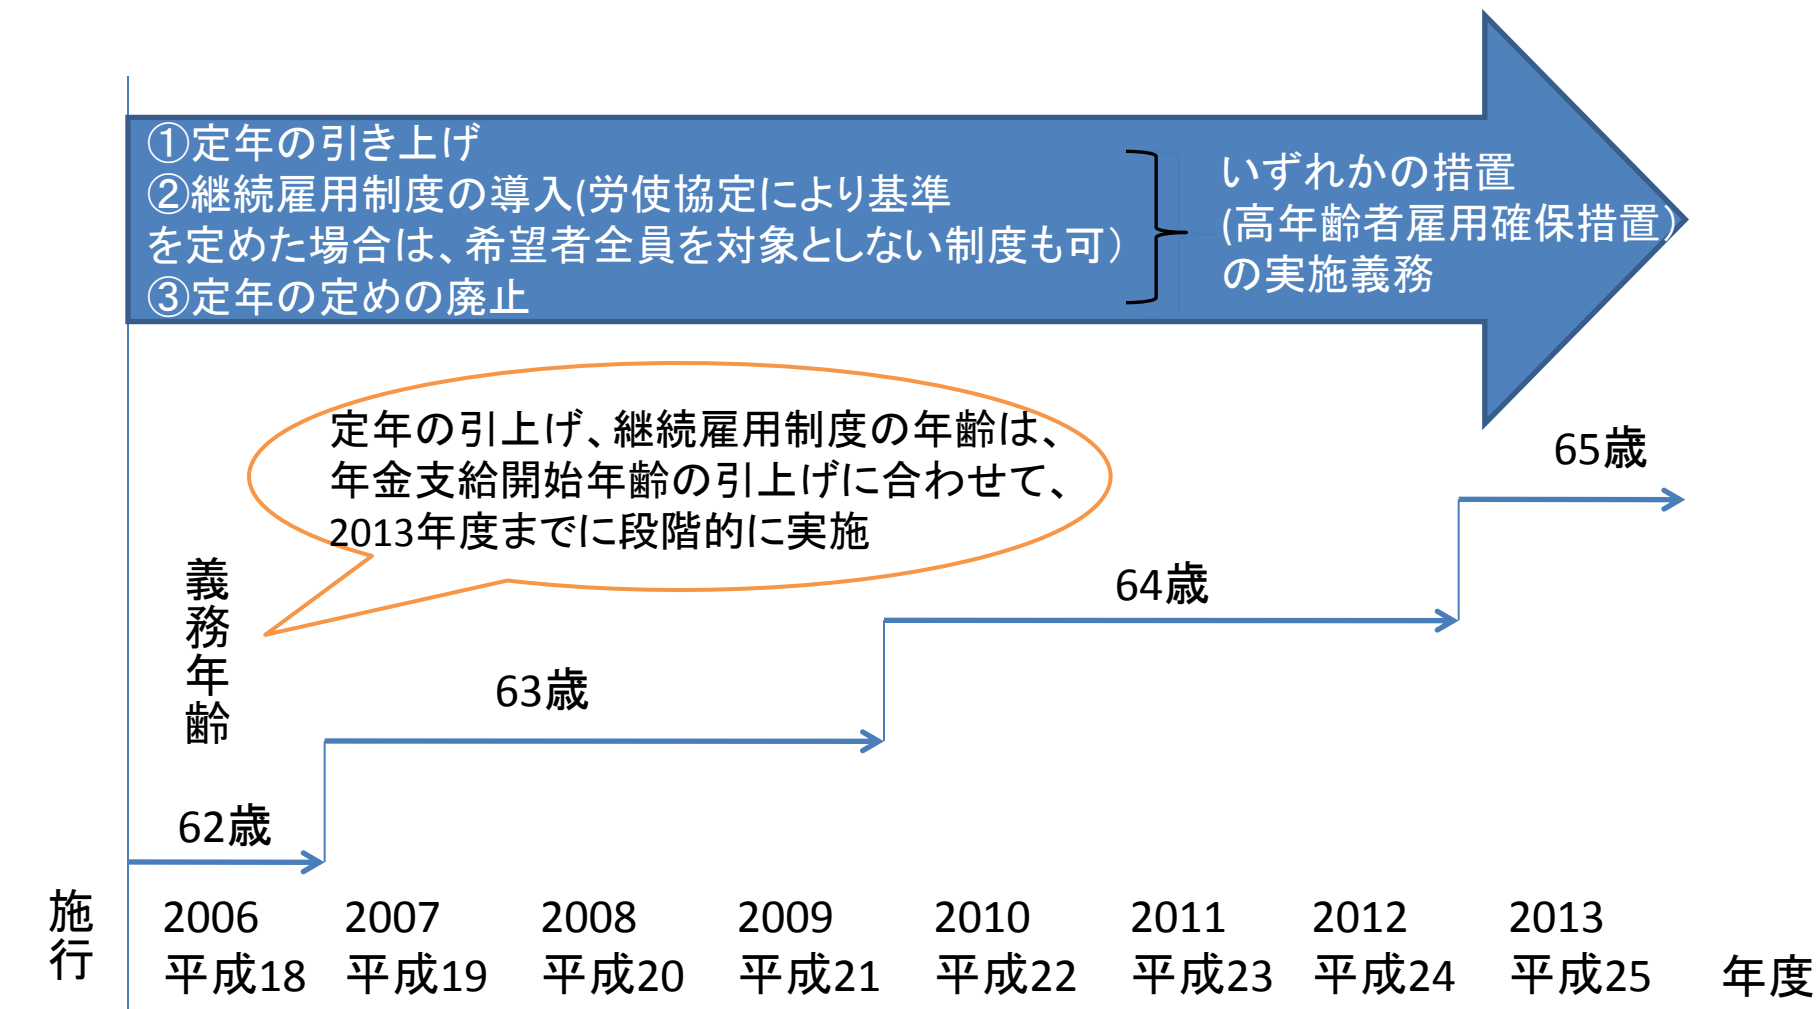 ①定年の引き上げ
②継続雇用制度の導入(労使協定により基準
を定めた場合は、希望者全員を対象としない制度も可）
③定年の定めの廃止
いずれかの措置
(高年齢者雇用確保措置）
の実施義務
定年の引上げ、継続雇用制度の年齢は、
年金支給開始年齢の引上げに合わせて、
2013年度までに段階的に実施
65歳
64歳
63歳
62歳
義務年齢
施行
2006 2007 2008 2009 2010 2011 2012 2013
平成18 平成19 平成20 平成21 平成22 平成23 平成24 平成25 年度